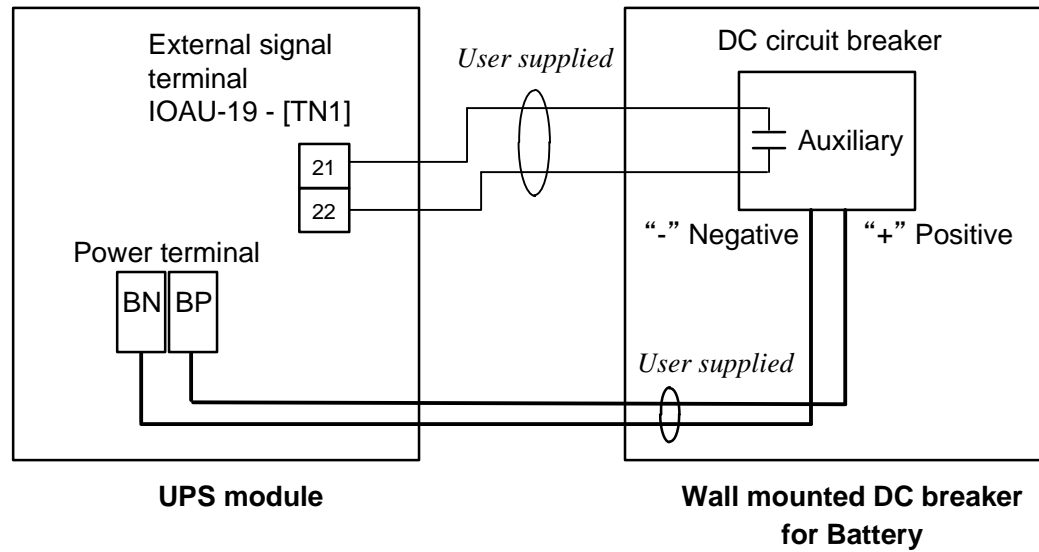 External signal
terminal
IOAU-19 - [TN1]
21
22
Power terminal
BN
BP
UPS module
User supplied
User supplied
DC circuit breaker
Auxiliary
“-” Negative
“+” Positive
Wall mounted DC breaker
for Battery